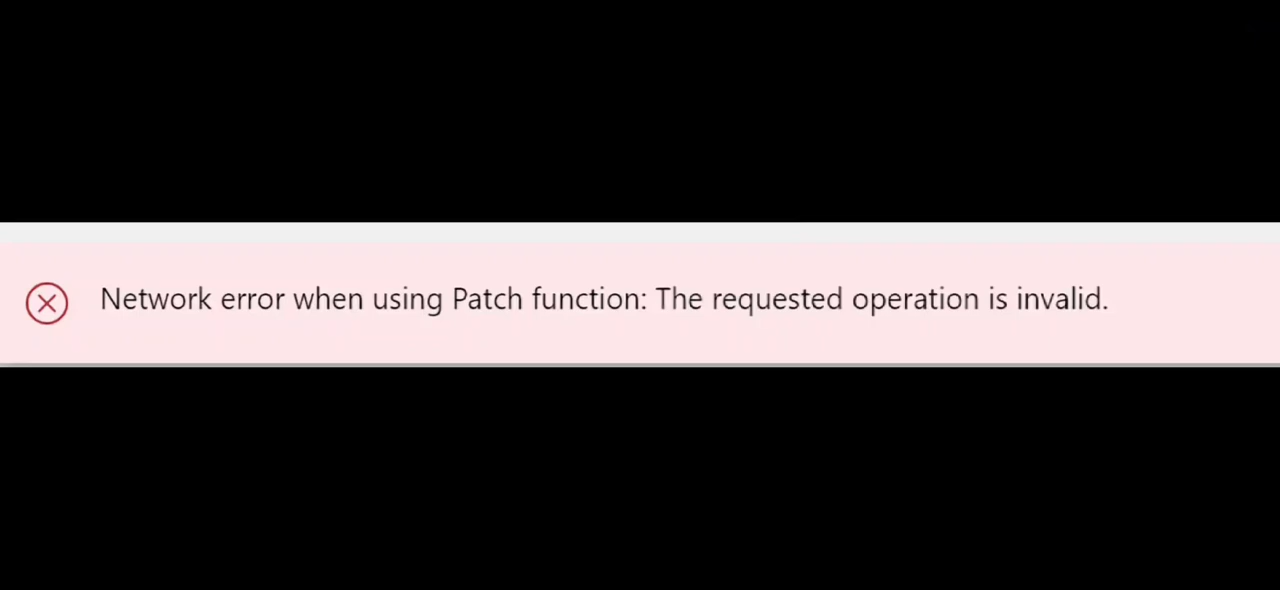 Network error when using Patch function: The requested operation is invalid.